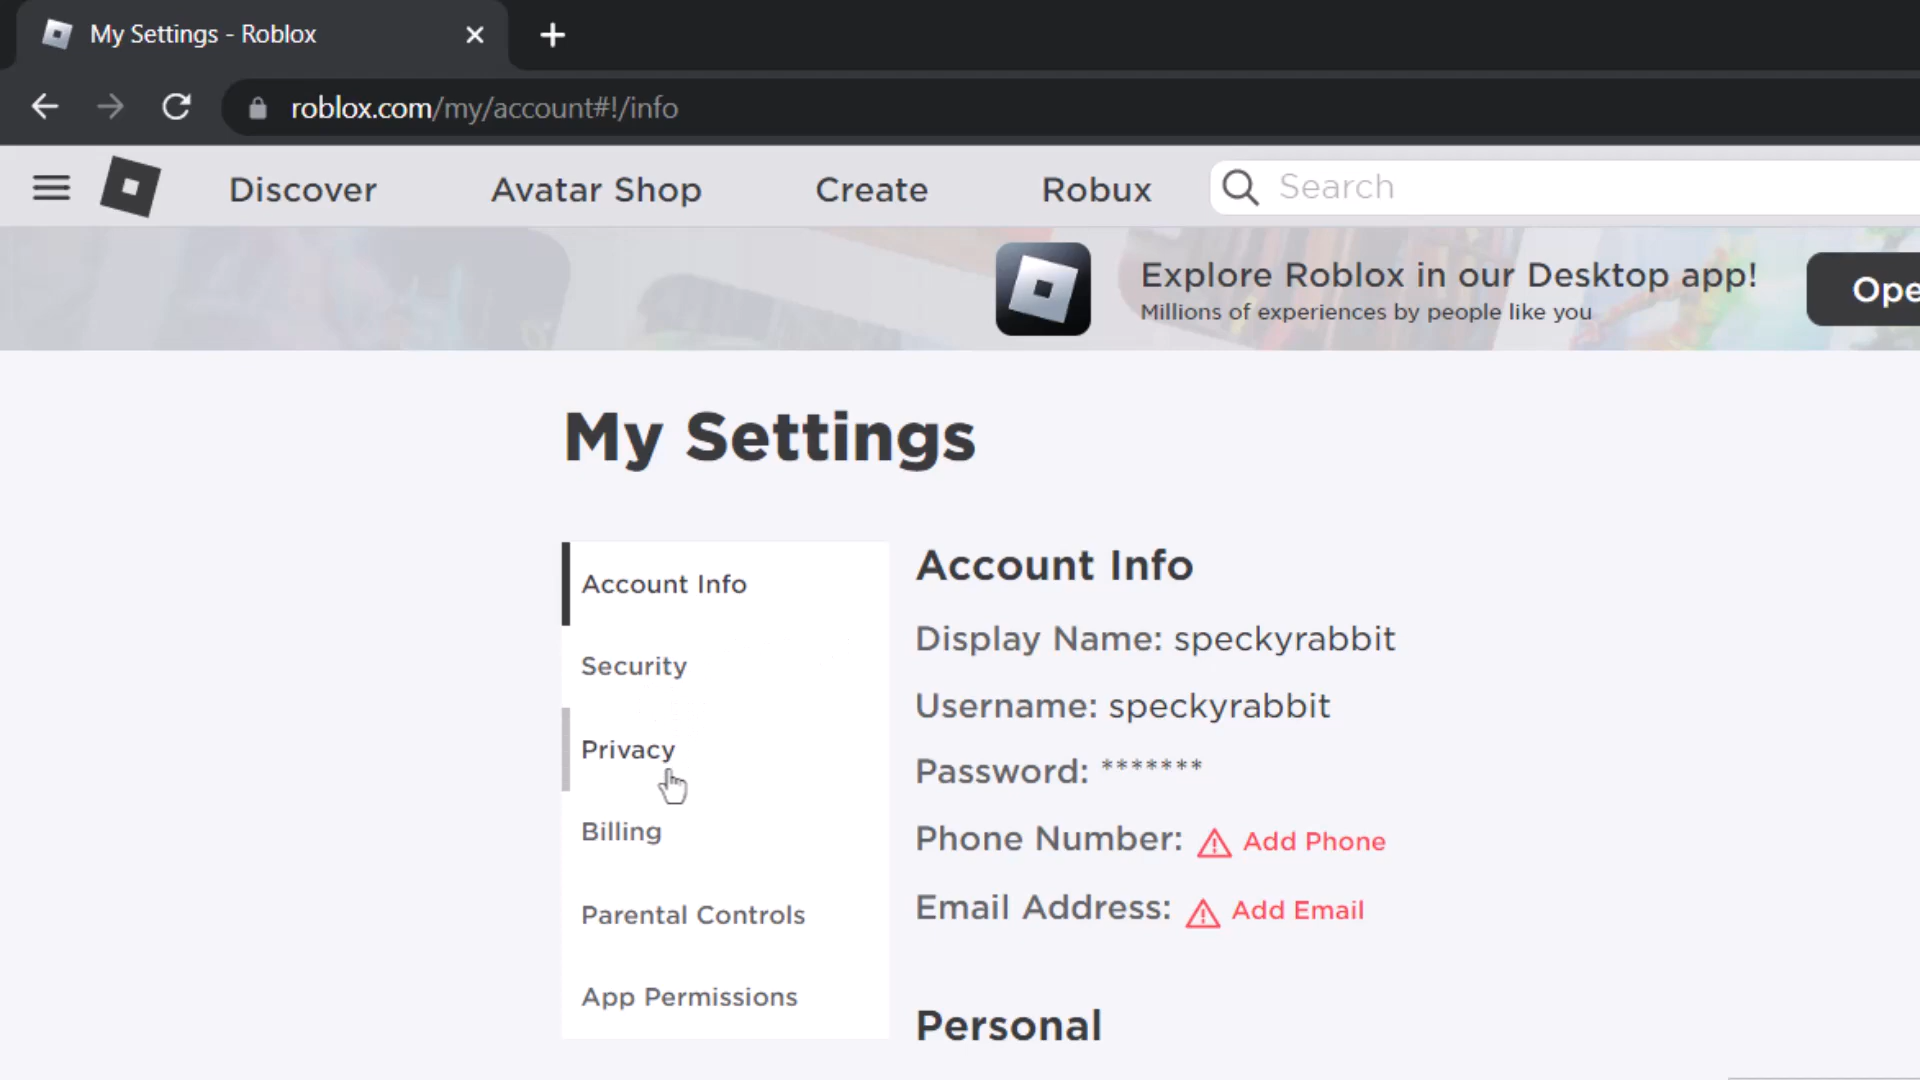 My Settings - Roblox
roblox.com/my/account#!/info
Discover Avatar Shop Create Robux Search
Explore Roblox in our Desktop app!
Millions of experiences by people like you
Ope
My Settings
Account Info
Security
Privacy
Billing
Parental Controls
App Permissions
Account Info
Display Name: speckyrabbit
Username: speckyrabbit
Password: *******
Phone Number: Add Phone
Email Address: Add Email
Personal